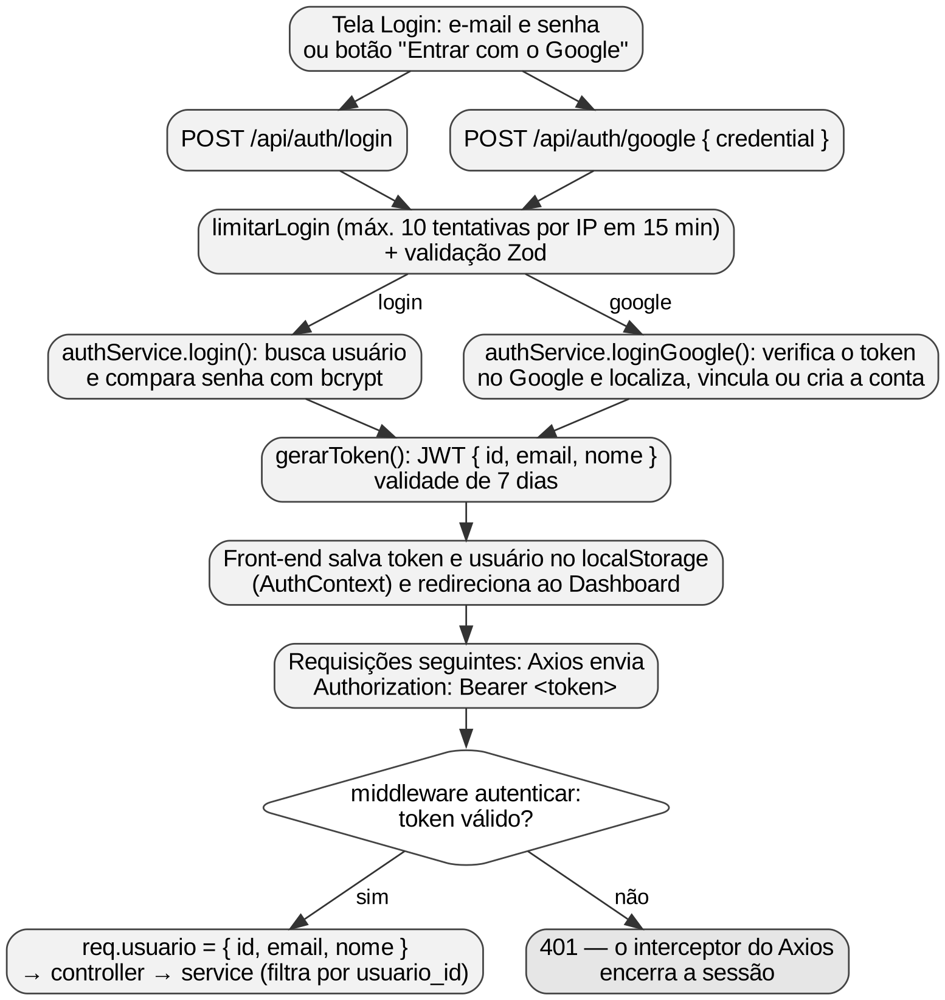 Tela Login: e-mail e senha
ou botão "Entrar com o Google"
POST /api/auth/login
POST /api/auth/google { credential }
limitarLogin (máx. 10 tentativas por IP em 15 min)
+ validação Zod
login
google
authService.login(): busca usuário
e compara senha com bcrypt
authService.loginGoogle(): verifica o token
no Google e localiza, vincula ou cria a conta
gerarToken(): JWT { id, email, nome }
validade de 7 dias
Front-end salva token e usuário no localStorage
(AuthContext) e redireciona ao Dashboard
Requisições seguintes: Axios envia
Authorization: Bearer <token>
middleware autenticar:
token válido?
sim
não
req.usuario = { id, email, nome }
→ controller → service (filtra por usuario_id)
401 — o interceptor do Axios
encerra a sessão